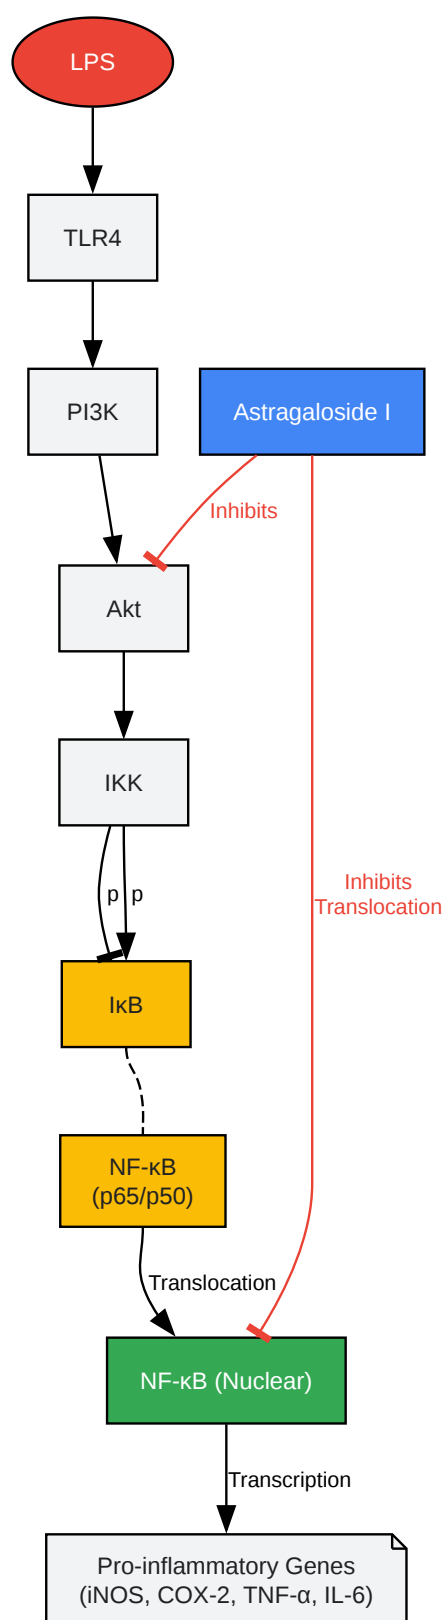 LPS
TLR4
PI3K
Astragaloside I
Inhibits
Akt
IKK
p
p
Inhibits
Translocation
IκB
NF-κB
(p65/p50)
Translocation
NF-κB (Nuclear)
Transcription
Pro-inflammatory Genes
(iNOS, COX-2, TNF-α, IL-6)